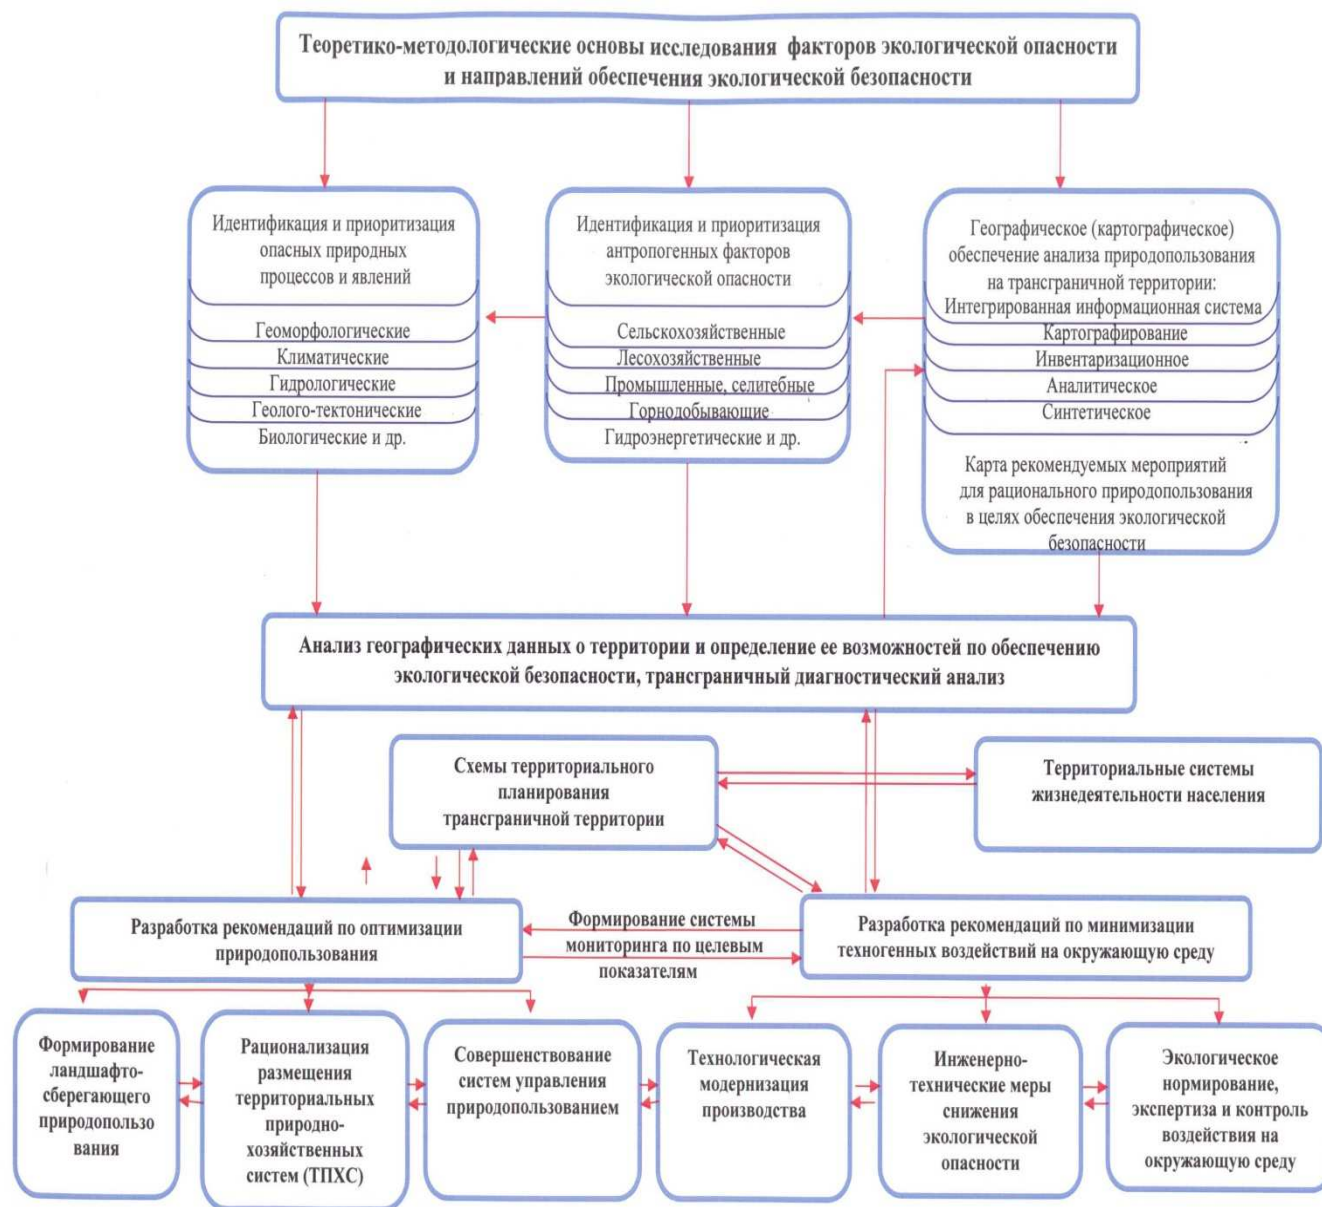 Теоретико-методологические основы исследования факторов экологической опасности
и направлений обеспечения экологической безопасности
Идентификация и приоритизация
опасных природных
процессов и явлений
Геоморфологические
Климатические
Гидрологические
Геолого-тектонические
Биологические и др.
Идентификация и приоритизация
антропогенных факторов
экологической опасности
Сельскохозяйственные
Лесохозяйственные
Промышленные, селитебные
Горнодобывающие
Гидроэнергетические и др.
Географическое (картографическое)
обеспечение анализа природопользования
на трансграничной территории:
Интегрированная информационная система
Картографирование
Инвентаризационное
Аналитическое
Синтетическое
Карта рекомендуемых мероприятий
для рационального природопользования
в целях обеспечения экологической
безопасности
Анализ географических данных о территории и определение ее возможностей по обеспечению
экологической безопасности, трансграничный диагностический анализ
Схемы территориального
планирования
трансграничной территории
Территориальные системы
жизнедеятельности населения
Разработка рекомендаций по оптимизации
природопользования
Формирование системы
мониторинга по целевым
показателям
Разработка рекомендаций по минимизации
техногенных воздействий на окружающую среду
Формирование
ландшафто-
сберегающего
природопользо
вания
Рационализация
размещения
территориальных
природно-
хозяйственных
систем (ТПХС)
Совершенствование
систем управления
природопользованием
Технологическая
модернизация
производства
Инженерно-
технические меры
снижения
экологической
опасности
Экологическое
нормирование,
экспертиза и контроль
воздействия на
окружающую среду